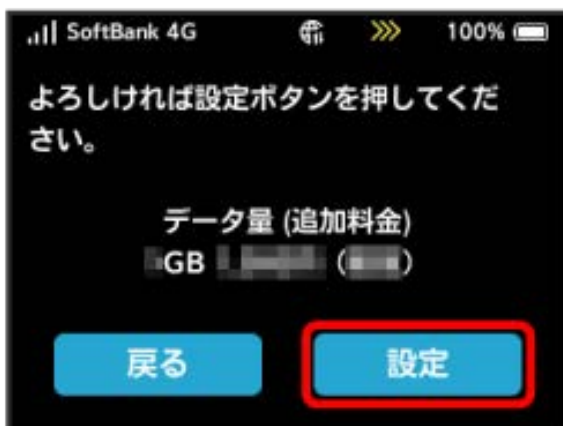 SoftBank 4G 100%
よろしければ設定ボタンを押してくだ
さい。
データ量 (追加料金)
GB ( )
戻る 設定